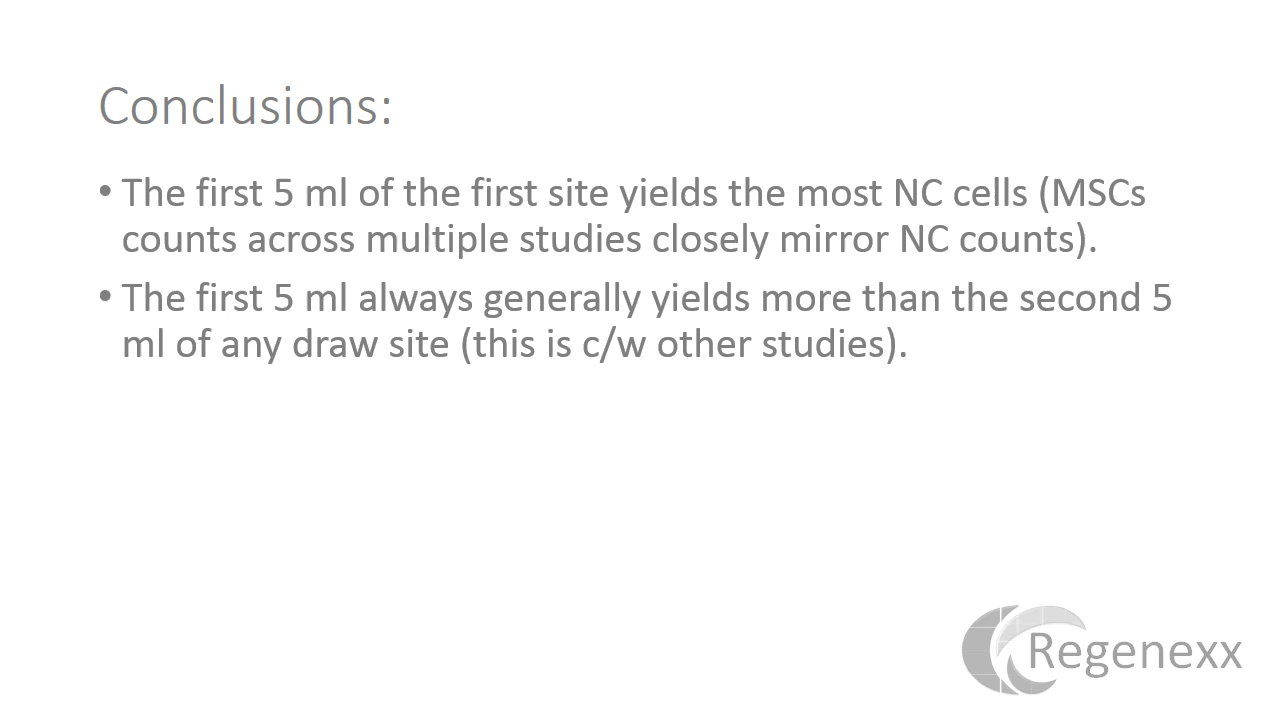 Conclusions:
• The first 5 ml of the first site yields the most NC cells (MSCs
counts across multiple studies closely mirror NC counts).
• The first 5 ml always generally yields more than the second 5
ml of any draw site (this is c/w other studies).
Regenexx